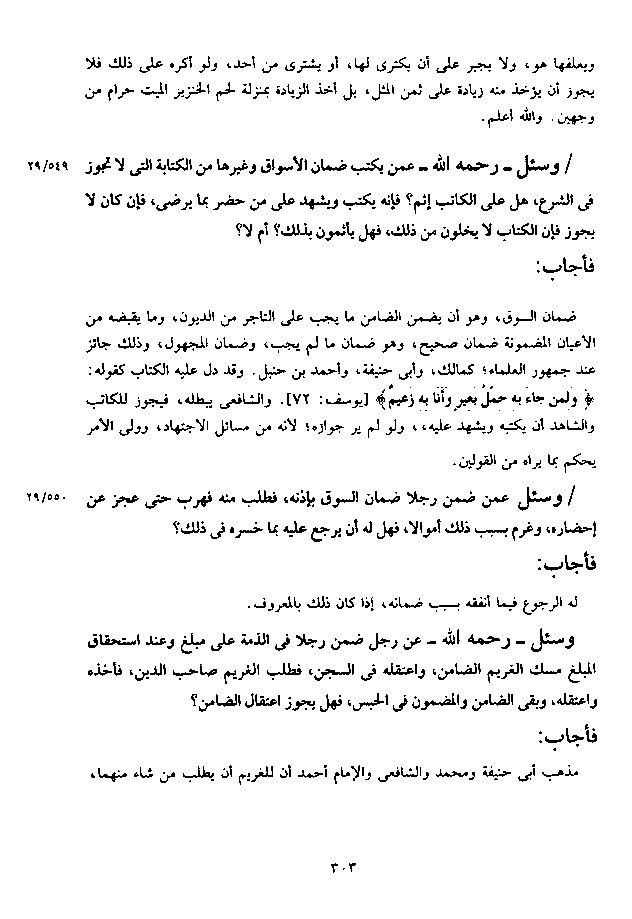 ويعلفها هو، ولا يجبر على أن يكترى لها، أو يشترى من أحد، ولو أكره على ذلك فلا
يجوز أن يؤخذ منه زيادة على ثمن المثل، بل أخذ الزيادة بمنزلة لحم الخنزير الميت حرام من
وجهين. والله أعلم.
/ وسئل ــ رحمه الله ــ عمن يكتب ضمان الأسواق وغيرها من الكتابة التى لا تجوز ٢٩/٥٤٩
فى الشرع، هل على الكاتب إثم؟ فإنه يكتب ويشهد على من حضر بما يرضى، فإن كان لا
يجوز فإن الكتاب لا يخلون من ذلك، فهل يأثمون بذلك؟ أم لا؟
فأجاب:
ضمان السوق، وهو أن يضمن الضامن ما يجب على التاجر من الديون، وما يقبضه من
الأعيان المضمونة ضمان صحيح، وهو ضمان ما لم يجب، وضمان المجهول، وذلك جائز
عند جمهور العلماء؛ كمالك، وأبى حنيفة، وأحمد بن حنبل. وقد دل عليه الكتاب كقوله:
﴿ وَلِمَن جَاءَ بِهِ حِمْلُ بَعِيرٍ وَأَنَا بِهِ زَعِيمٌ﴾ [يوسف: ٧٢]. والشافعى يبطله، فيجوز للكاتب
والشاهد أن يكتبه ويشهد عليه،، ولو لم ير جوازه؛ لأنه من مسائل الاجتهاد، وولى الأمر
يحكم بما يراه من القولين.
/ وسئل عمن ضمن رجلا ضمان السوق بإذنه، فطلب منه فهرب حتى عجز عن ٢٩/٥٥٠
إحضاره، وغرم بسبب ذلك أموالا، فهل له أن يرجع عليه بما خسره فى ذلك؟
فأجاب:
له الرجوع فيما أنفقه بسبب ضمانه، إذا كان ذلك بالمعروف.
وسئل ــ رحمه الله ــ عن رجل ضمن رجلا فى الذمة على مبلغ وعند استحقاق
المبلغ مسك الغريم الضامن، واعتقله فى السجن، فطلب الغريم صاحب الدين، فأخذه
واعتقله، وبقى الضامن والمضمون فى الحبس، فهل يجوز اعتقال الضامن؟
فأجاب:
مذهب أبى حنيفة ومحمد والشافعى والإمام أحمد أن للغريم أن يطلب من شاء منهما،
٣٠٣